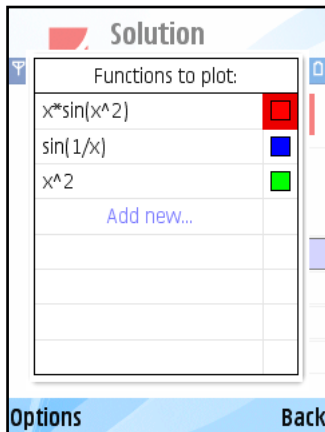 Solution
Functions to plot:
x*sin(x^2)
sin(1/x)
x^2
Add new...
Options Back